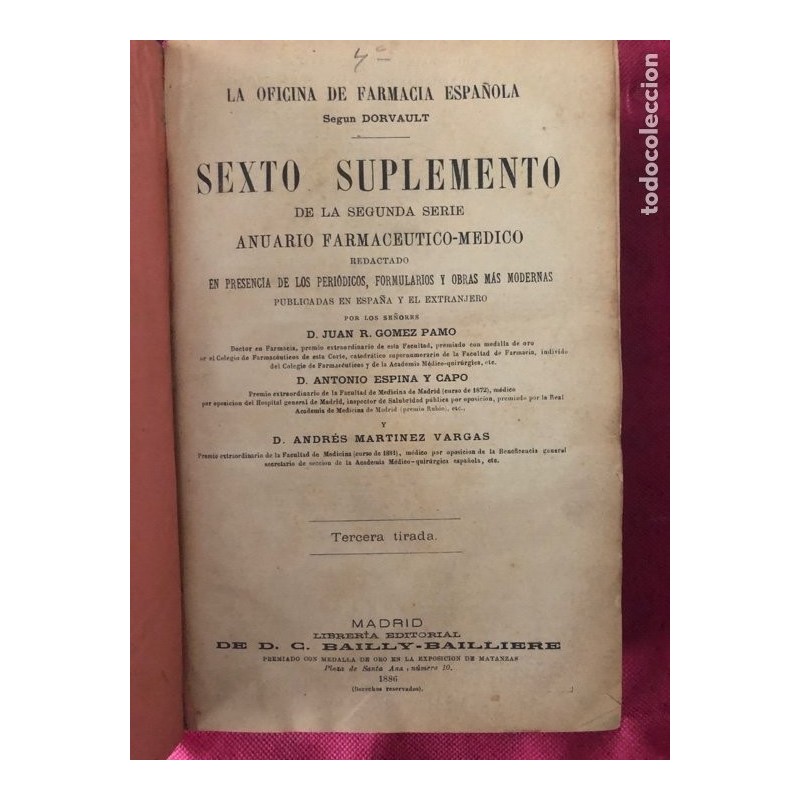 4ª
LA OFICINA DE FARMACIA ESPAÑOLA
Segun DORVAULT
SEXTO SUPLEMENTO
DE LA SEGUNDA SERIE
ANUARIO FARMACEUTICO-MEDICO
REDACTADO
EN PRESENCIA DE LOS PERIÓDICOS, FORMULARIOS Y OBRAS MÁS MODERNAS
PUBLICADAS EN ESPAÑA Y EL EXTRANJERO
POR LOS SEÑORES
D. JUAN R. GOMEZ PAMO
Doctor en Farmacia, premio extraordinario de esta Facultad, premiado con medalla de oro
or el Colegio de Farmacéuticos de esta Corte, catedrático supernumerario de la Facultad de Farmacia, individo
del Colegio de Farmacéuticos y de la Academia Médico-quirúrgica, etc.
D. ANTONIO ESPINA Y CAPO
Premio extraordinario de la Facultad de Medicina de Madrid (curso de 1872), médico
por oposicion del Hospital general de Madrid, inspector de Salubridad pública por oposicion, premiado por la Real
Academia de Medicina de Madrid (premio Rubio), etc.,
Y
D. ANDRÉS MARTINEZ VARGAS
Premio extraordinario de la Facultad de Medicina (curso de 1881), médico por oposicion de la Beneficencia general
secretario de seccion de la Academia Médico-quirúrgica española, etc.
Tercera tirada.
MADRID
LIBRERÍA EDITORIAL
DE D. C. BAILLY-BAILLIERE
PREMIADO CON MEDALLA DE ORO EN LA EXPOSICION DE MATANZAS
Plaza de Santa Ana, número 10.
1886
(Derechos reservados).
todocoleccion